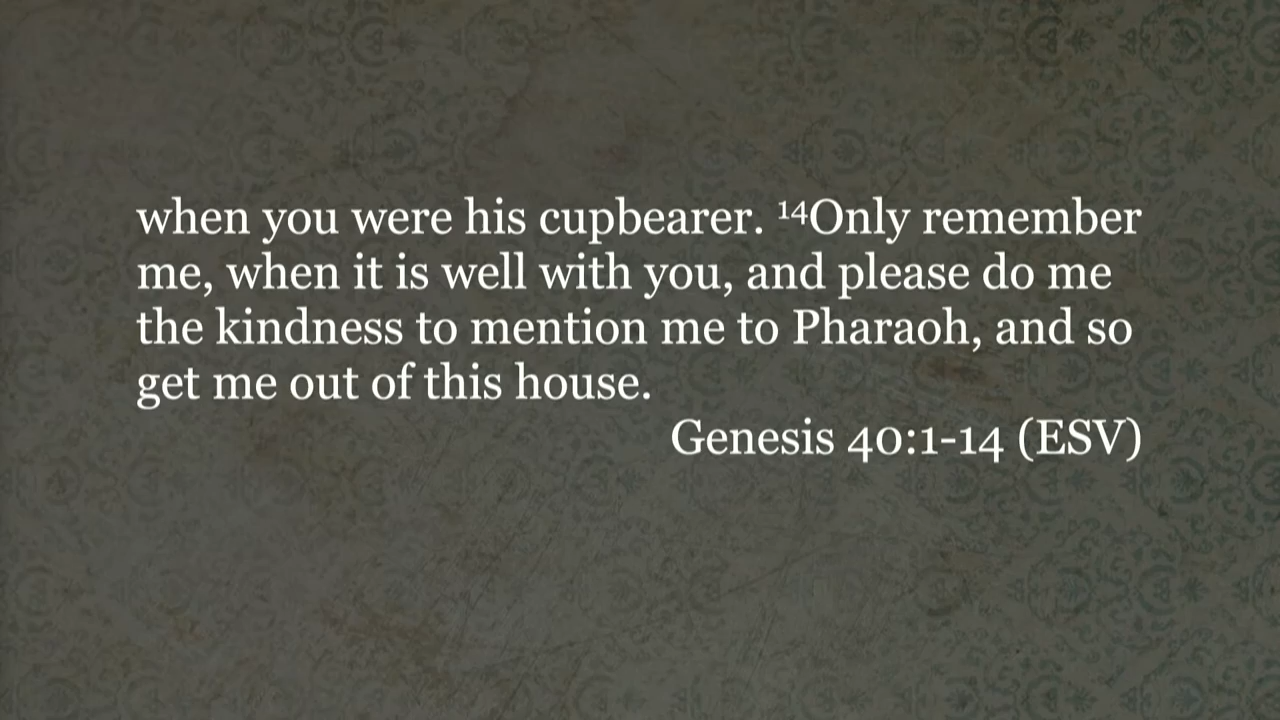 when you were his cupbearer. ¹⁴Only remember
me, when it is well with you, and please do me
the kindness to mention me to Pharaoh, and so
get me out of this house.
Genesis 40:1-14 (ESV)